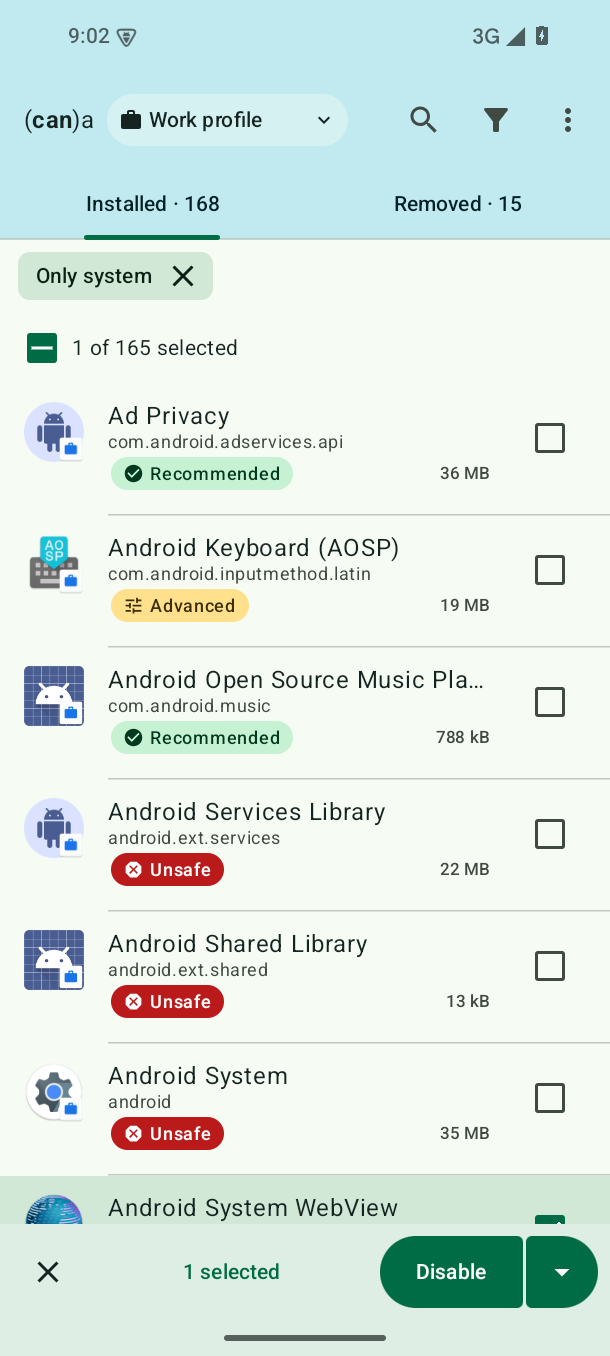 9:02
3G
(can)a
Work profile
Installed · 168
Removed · 15
Only system
1 of 165 selected
Ad Privacy
com.android.adservices.api
Recommended
36 MB
AO
SP
Android Keyboard (AOSP)
com.android.inputmethod.latin
Advanced
19 MB
Android Open Source Music Pla…
com.android.music
Recommended
788 kB
Android Services Library
android.ext.services
Unsafe
22 MB
Android Shared Library
android.ext.shared
Unsafe
13 kB
Android System
android
Unsafe
35 MB
Android System WebView
1 selected
Disable